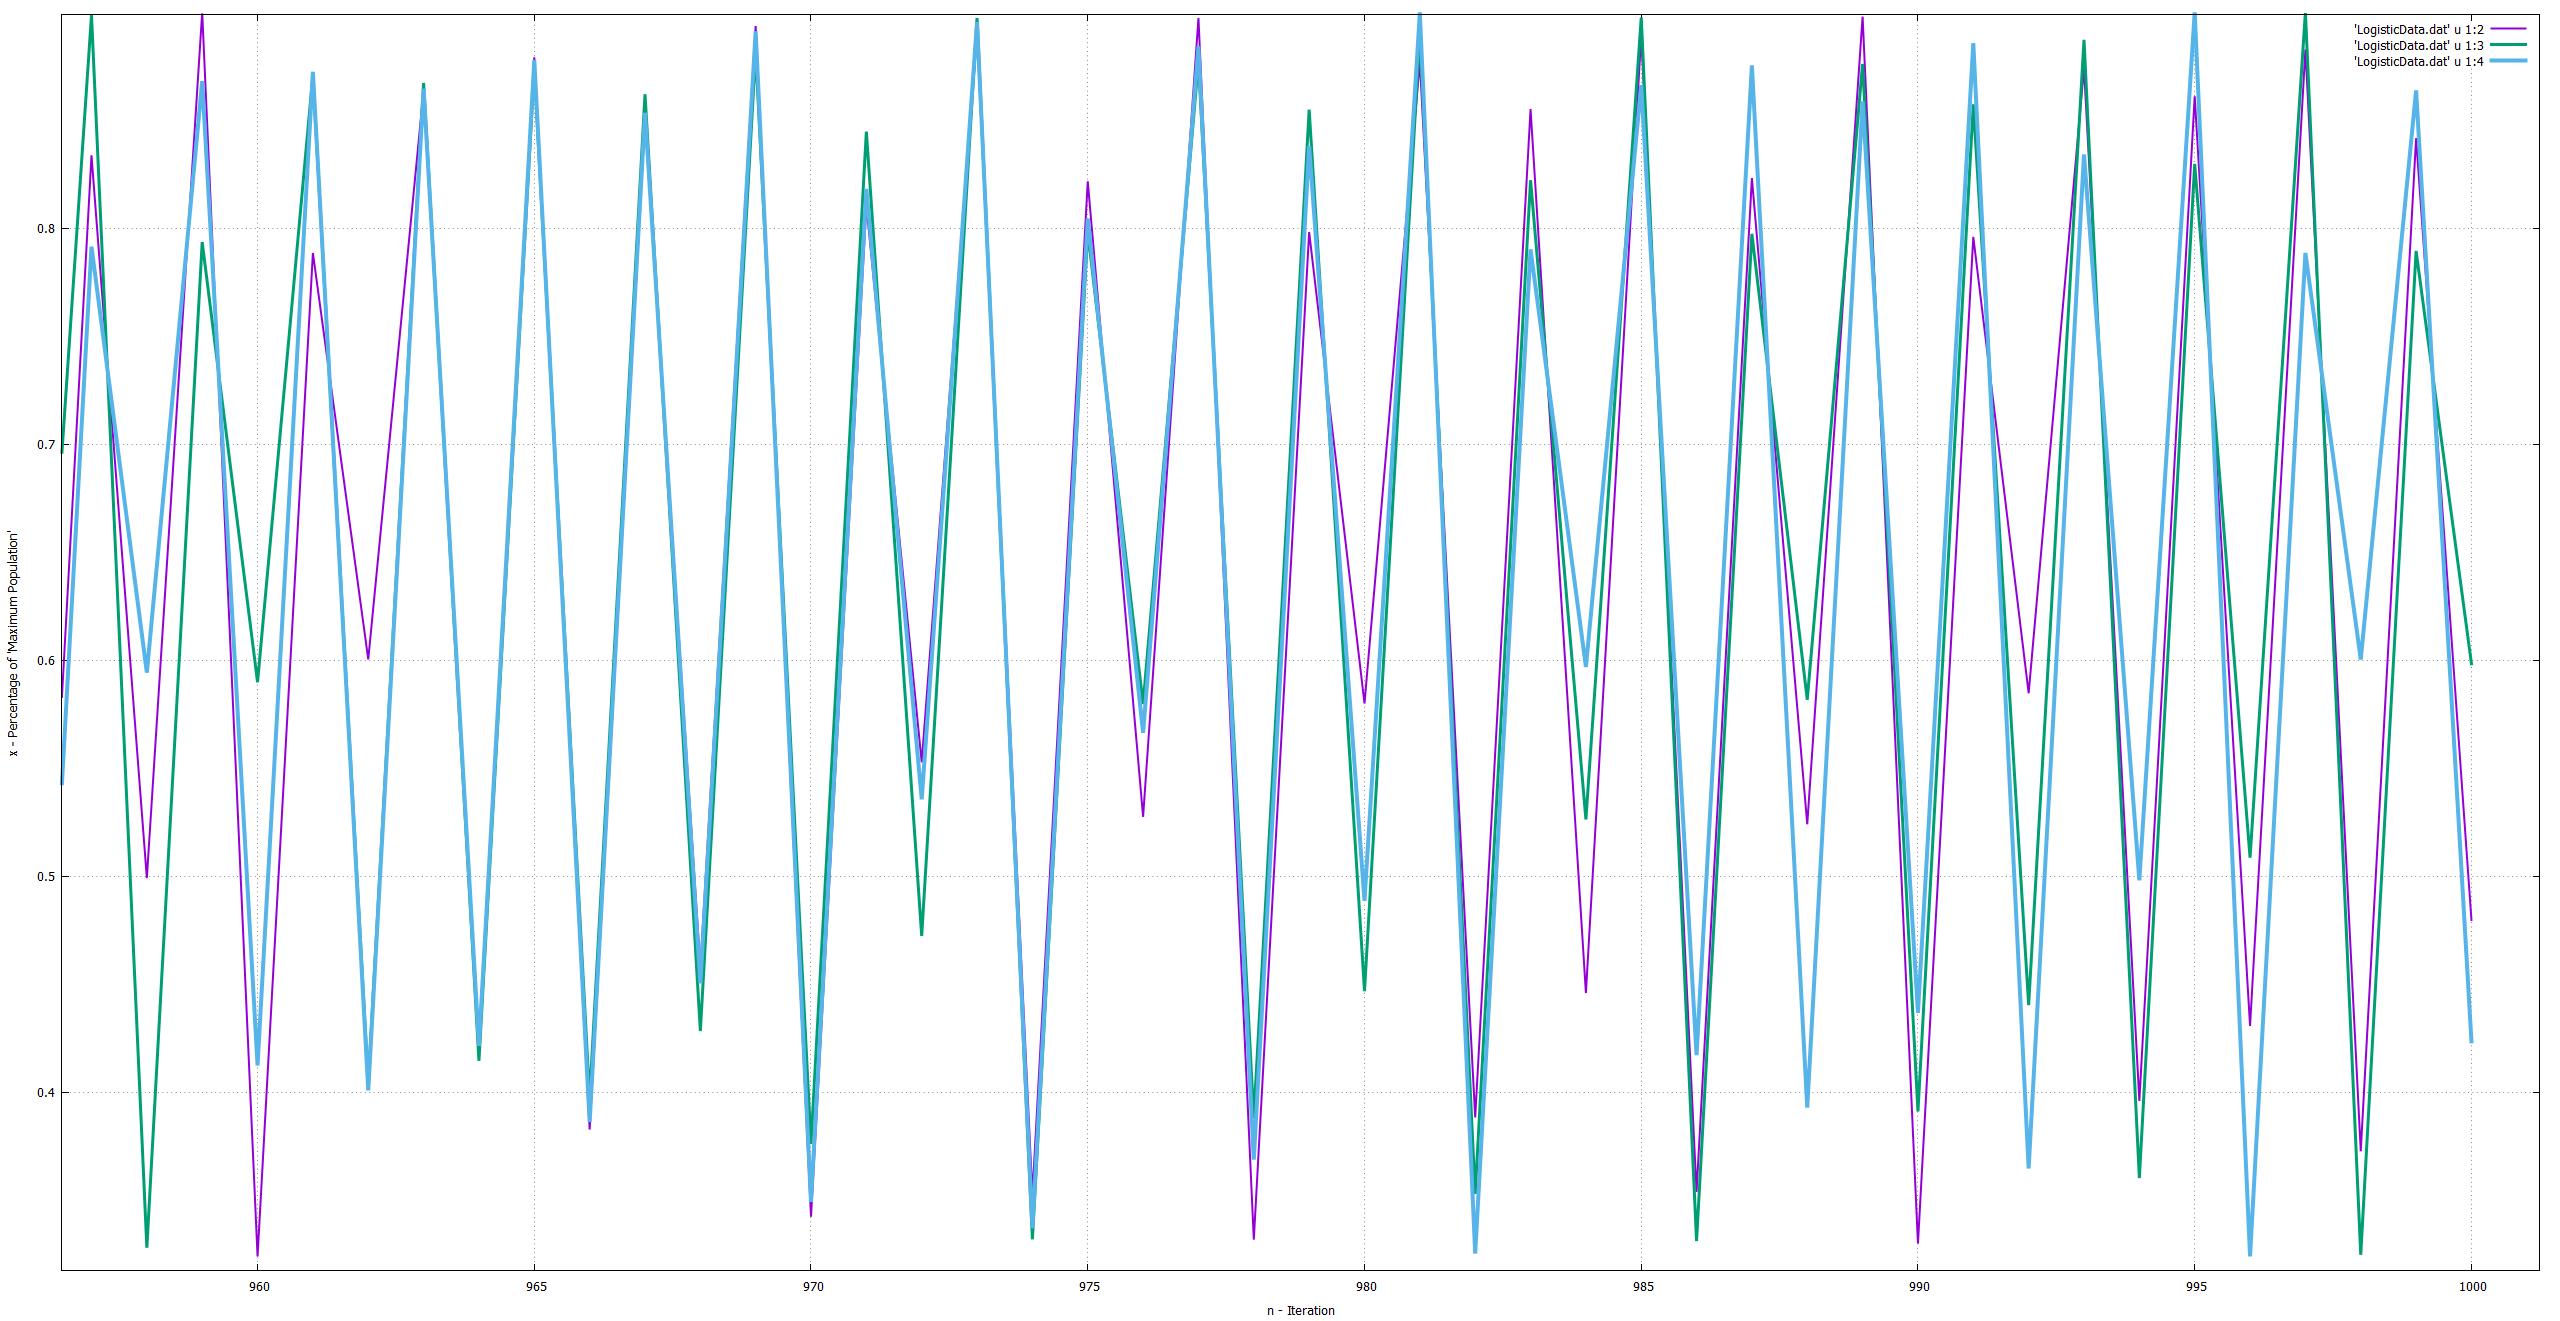 'LogisticData.dat' u 1:2
'LogisticData.dat' u 1:3
'LogisticData.dat' u 1:4
0.8
0.7
0.6
0.5
0.4
x - Percentage of 'Maximum Population'
960 965 970 975 980 985 990 995 1000
n - Iteration